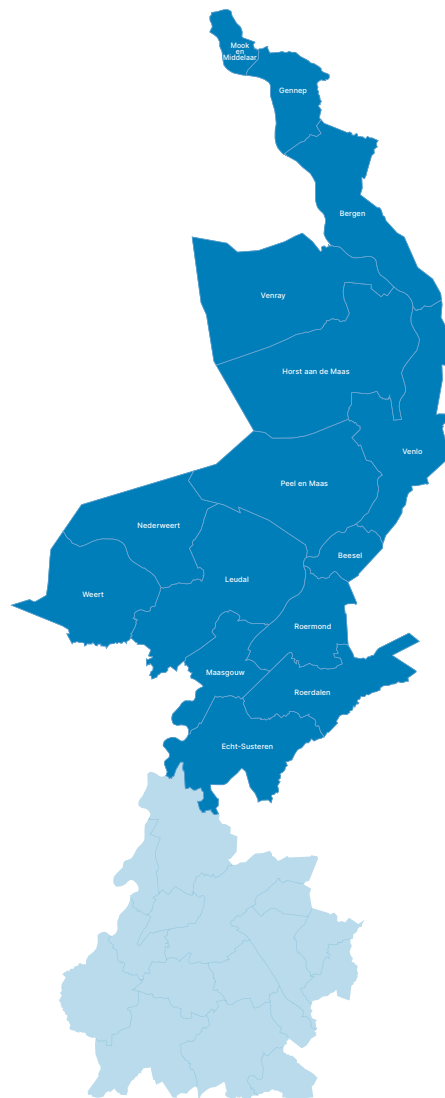 Mook
en
Middelaar
Gennep
Bergen
Venray
Horst aan de Maas
Venlo
Peel en Maas
Nederweert
Beesel
Leudal
Weert
Roermond
Maasgouw
Roerdalen
Echt-Susteren